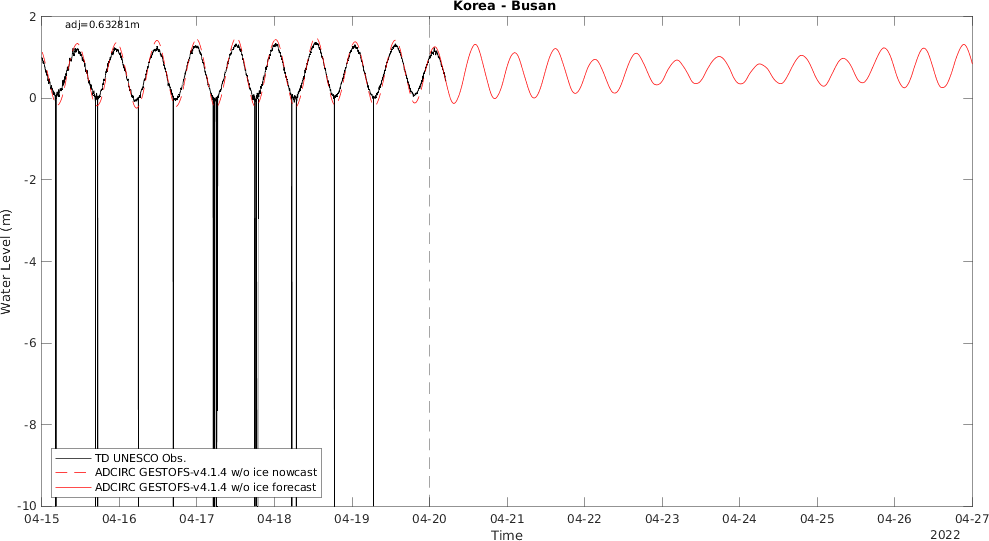 Korea - Busan
adj=0.63281m
2
0
-2
-4
-6
-8
-10
Water Level (m)
TD UNESCO Obs.
ADCIRC GESTOFS-v4.1.4 w/o ice nowcast
ADCIRC GESTOFS-v4.1.4 w/o ice forecast
04-15 04-16 04-17 04-18 04-19 04-20 04-21 04-22 04-23 04-24 04-25 04-26 04-27
Time
2022